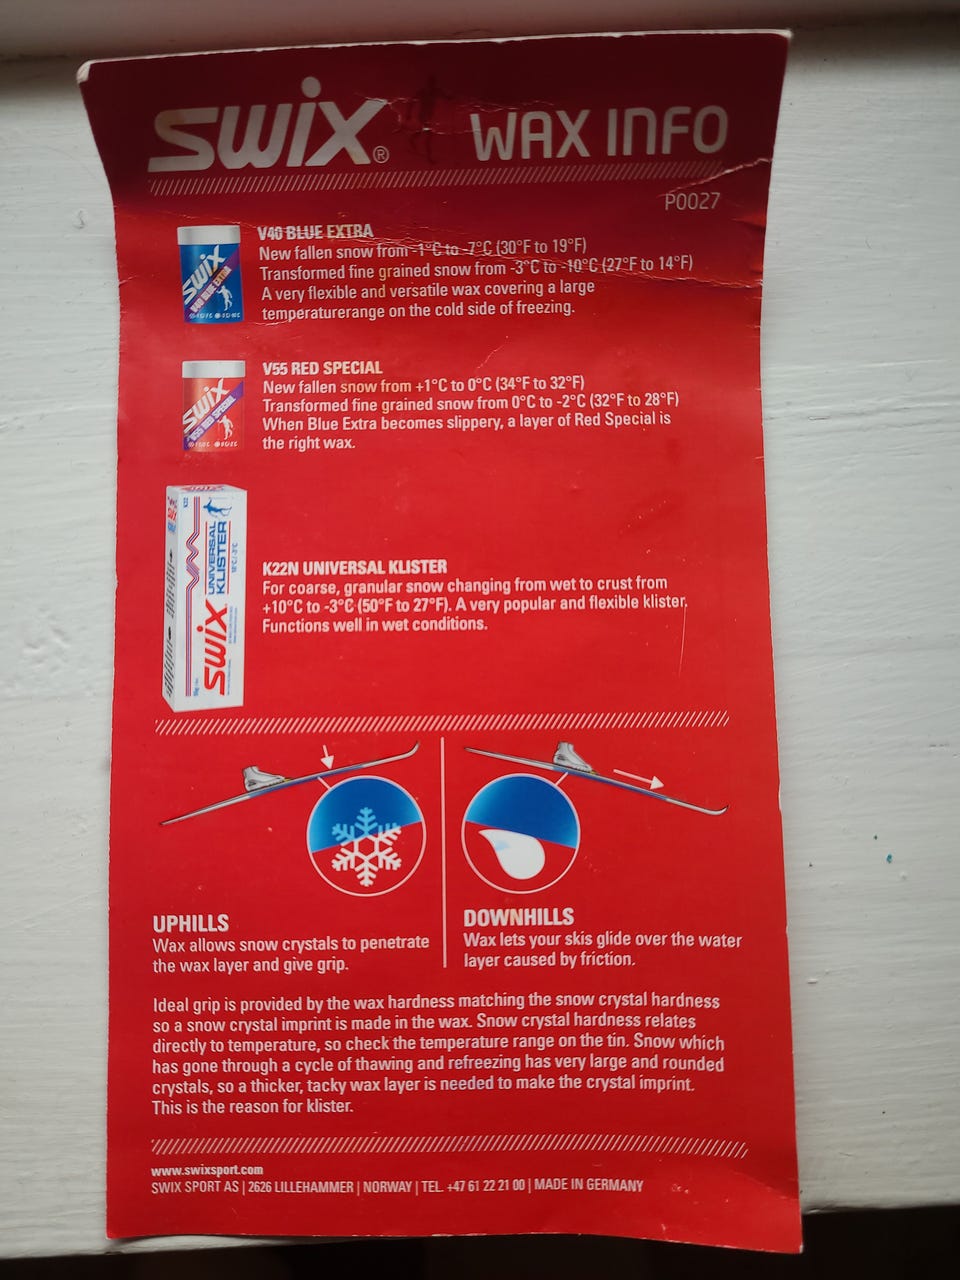 SWIX® WAX INFO
P0027
V40 BLUE EXTRA
New fallen snow from -1°C to -7°C (30°F to 19°F)
Transformed fine grained snow from -3°C to -10°C (27°F to 14°F)
A very flexible and versatile wax covering a large
temperaturerange on the cold side of freezing.
SWIX
V40 BLUE EXTRA
V55 RED SPECIAL
New fallen snow from +1°C to 0°C (34°F to 32°F)
Transformed fine grained snow from 0°C to -2°C (32°F to 28°F)
When Blue Extra becomes slippery, a layer of Red Special is
the right wax.
SWIX
V55 RED SPECIAL
SWIX
UNIVERSAL
KLISTER
K22N UNIVERSAL KLISTER
For coarse, granular snow changing from wet to crust from
+10°C to -3°C (50°F to 27°F). A very popular and flexible klister.
Functions well in wet conditions.
UPHILLS
Wax allows snow crystals to penetrate
the wax layer and give grip.
DOWNHILLS
Wax lets your skis glide over the water
layer caused by friction.
Ideal grip is provided by the wax hardness matching the snow crystal hardness
so a snow crystal imprint is made in the wax. Snow crystal hardness relates
directly to temperature, so check the temperature range on the tin. Snow which
has gone through a cycle of thawing and refreezing has very large and rounded
crystals, so a thicker, tacky wax layer is needed to make the crystal imprint.
This is the reason for klister.
www.swixsport.com
SWIX SPORT AS | 2626 LILLEHAMMER | NORWAY | TEL. +47 61 22 21 00 | MADE IN GERMANY